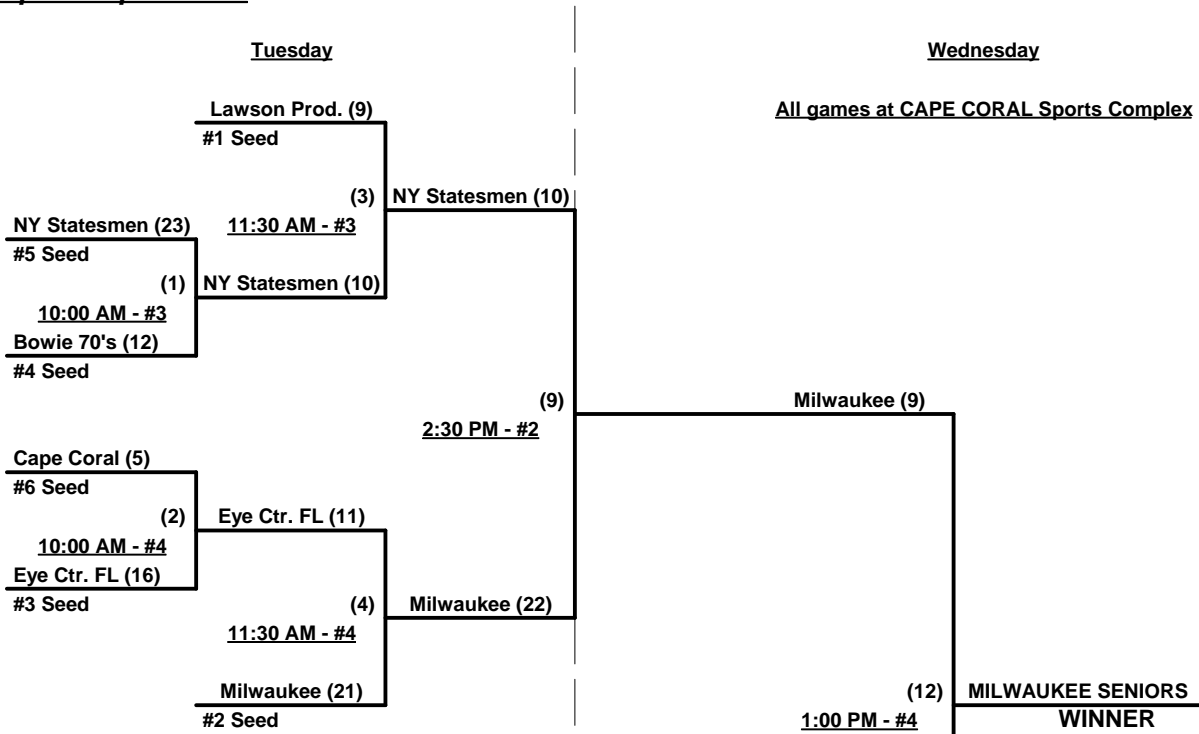 Tuesday
Wednesday
Lawson Prod. (9)
All games at CAPE CORAL Sports Complex
#1 Seed
(3)
NY Statesmen (10)
11:30 AM - #3
NY Statesmen (23)
#5 Seed
(1)
NY Statesmen (10)
10:00 AM - #3
Bowie 70's (12)
#4 Seed
(9)
Milwaukee (9)
2:30 PM - #2
Cape Coral (5)
#6 Seed
(2)
Eye Ctr. FL (11)
10:00 AM - #4
Eye Ctr. FL (16)
#3 Seed
(4)
Milwaukee (22)
11:30 AM - #4
Milwaukee (21)
#2 Seed
(12)
MILWAUKEE SENIORS
1:00 PM - #4
WINNER